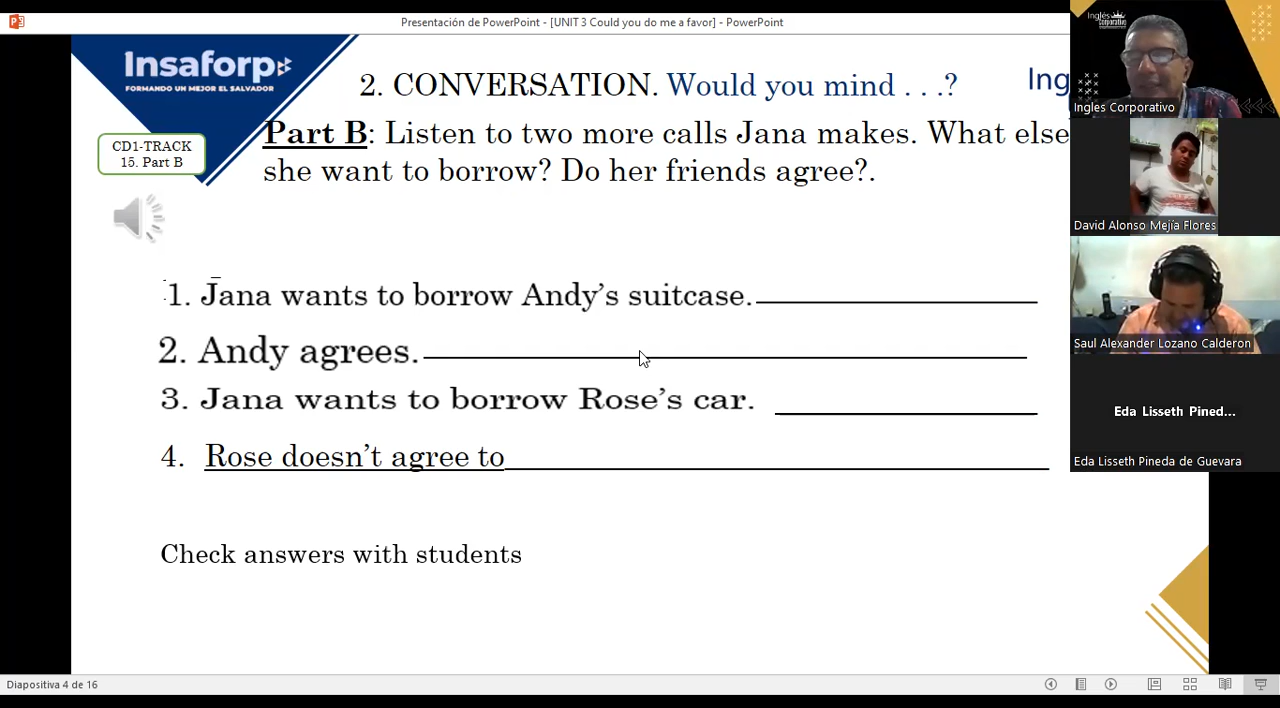 Presentación de PowerPoint - [UNIT 3 Could you do me a favor] - PowerPoint
Insaforp
FORMANDO UN MEJOR EL SALVADOR
2. CONVERSATION. Would you mind . . .?
Ing
CD1-TRACK
15. Part B
Part B: Listen to two more calls Jana makes. What else
she want to borrow? Do her friends agree?.
1. Jana wants to borrow Andy’s suitcase.
2. Andy agrees.
3. Jana wants to borrow Rose’s car.
4. Rose doesn’t agree to
Check answers with students
Inglés
Corporativo
Ingles Corporativo
David Alonso Mejía Flores
Saul Alexander Lozano Calderon
Eda Lisseth Pined...
Eda Lisseth Pineda de Guevara
Diapositiva 4 de 16